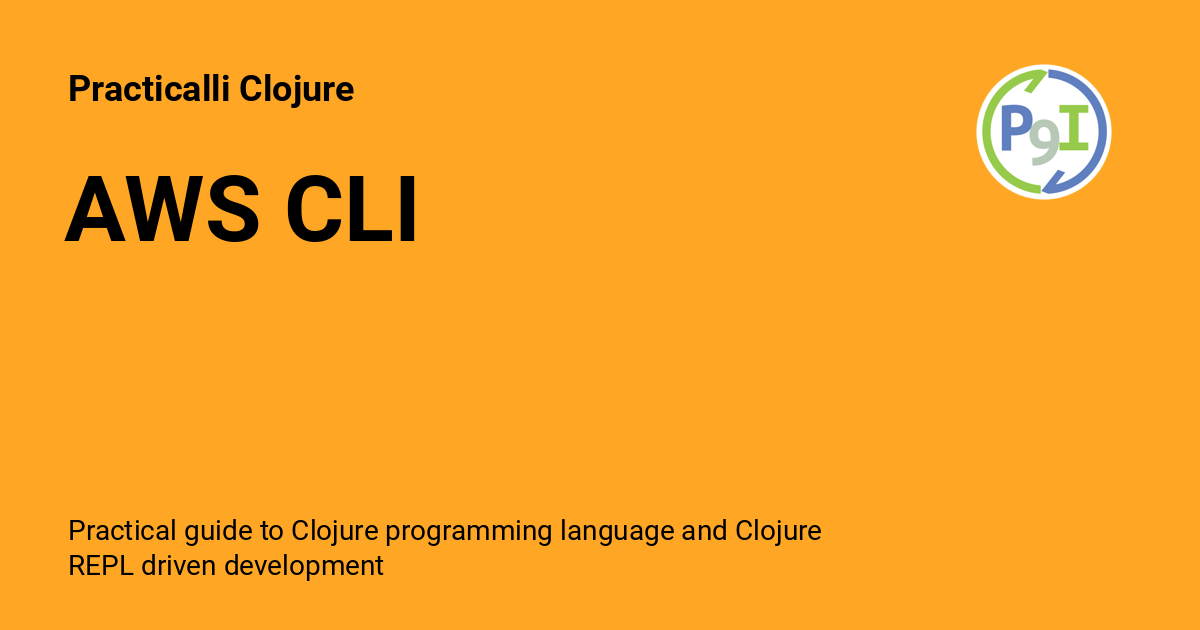 Practicalli Clojure
P9I
AWS CLI
Practical guide to Clojure programming language and Clojure
REPL driven development